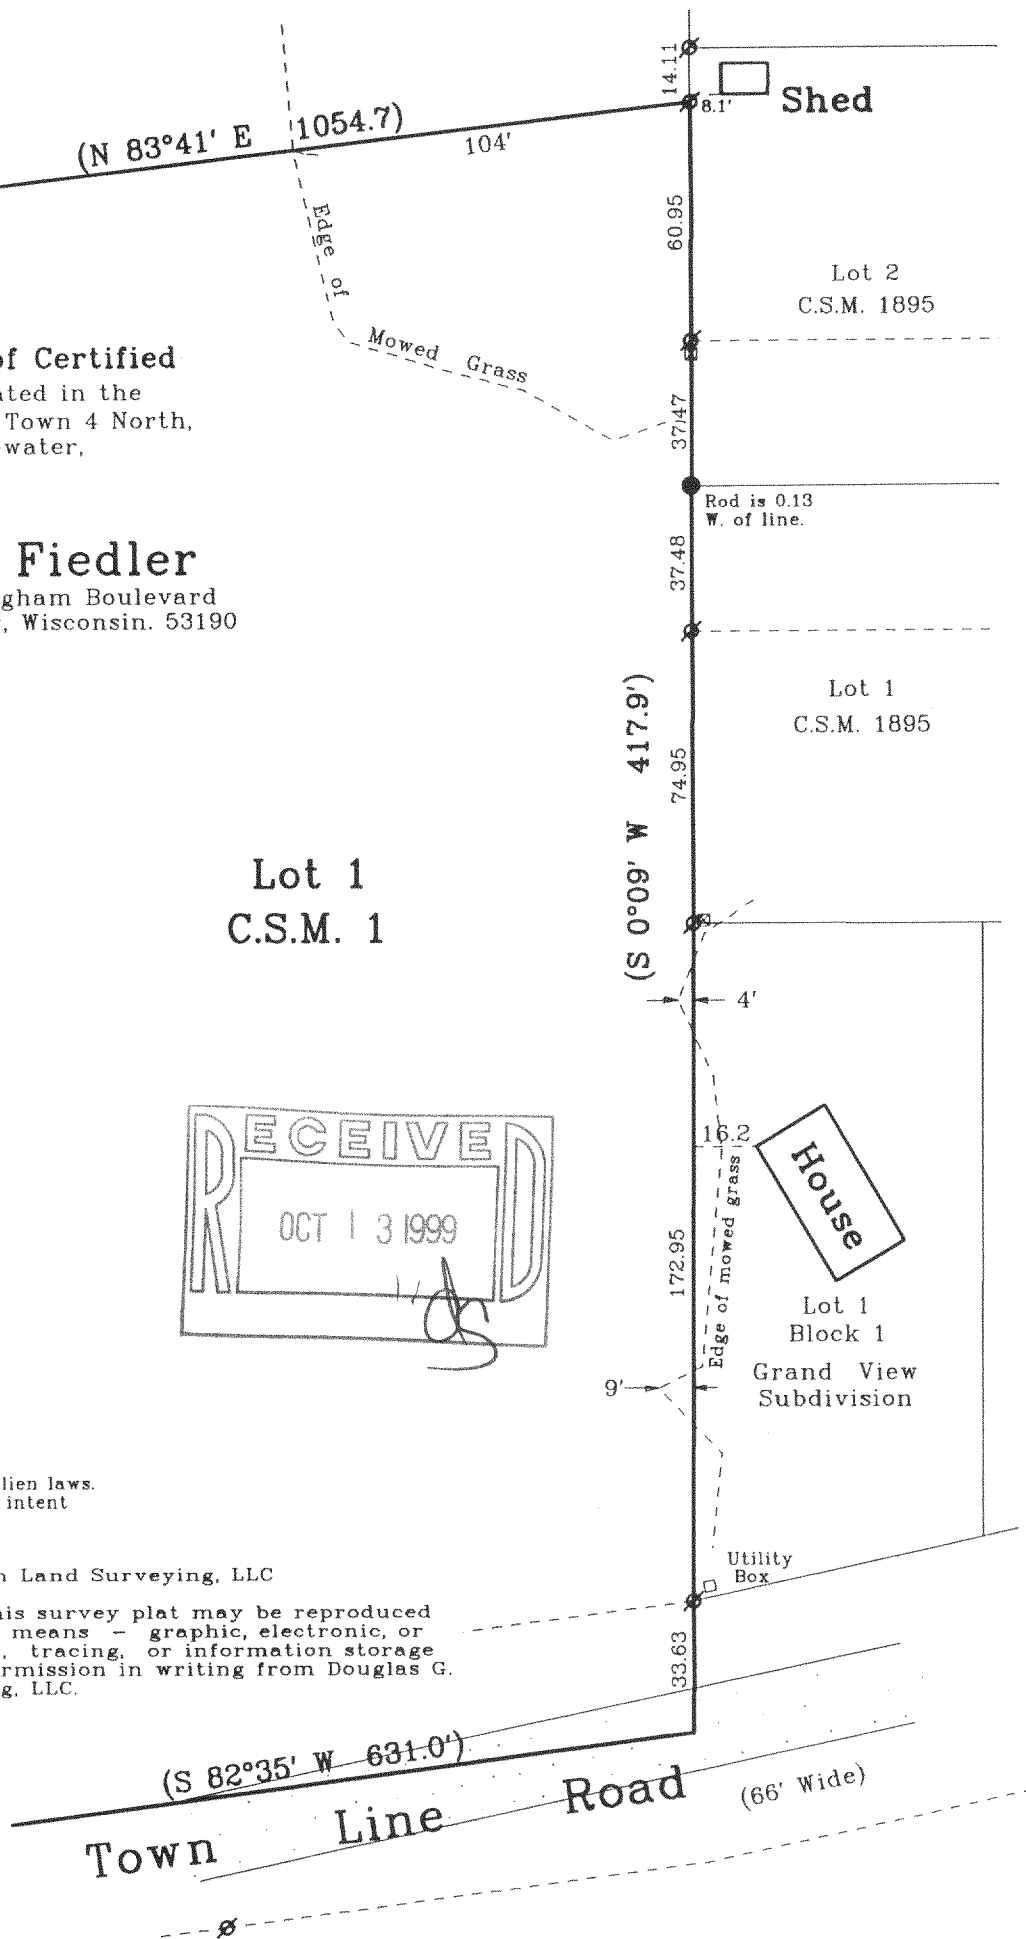 14.11
8.1'
Shed
(N 83°41' E 1054.7)
104'
60.95
Edge of
Mowed Grass
Lot 2
C.S.M. 1895
of Certified
ated in the
Town 4 North,
water,
37.47
Rod is 0.13
W. of line.
Fiedler
gham Boulevard
, Wisconsin. 53190
37.48
(S 0°09' W 417.9')
74.95
Lot 1
C.S.M. 1895
Lot 1
C.S.M. 1
4'
RECEIVED
OCT 13 1999
16.2
House
Edge of mowed grass
172.95
Lot 1
Block 1
Grand View
Subdivision
9'
lien laws.
intent
Land Surveying, LLC
his survey plat may be reproduced
means – graphic, electronic, or
, tracing, or information storage
rmission in writing from Douglas G.
g, LLC.
Utility
Box
33.63
(S 82°35' W 631.0')
Town Line Road (66' Wide)